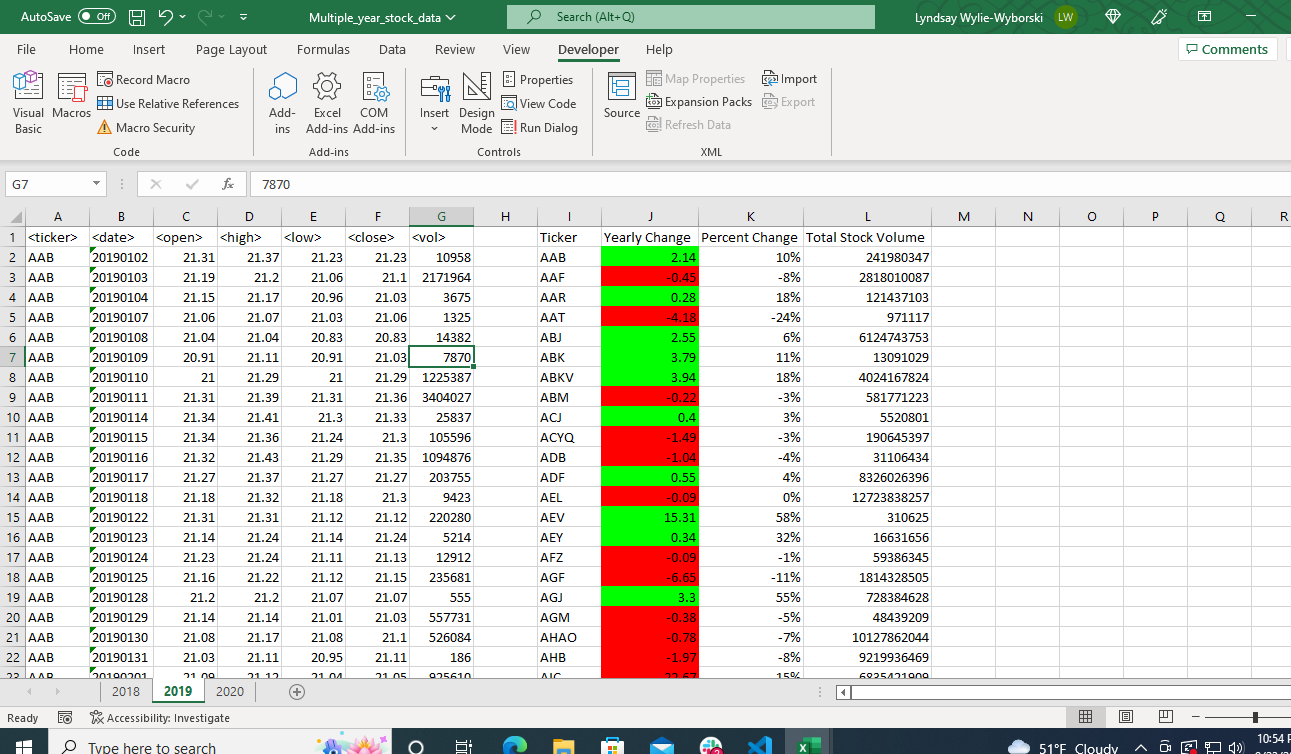 AutoSave Off Multiple_year_stock_data Search (Alt+Q) Lyndsay Wylie-Wyborski LW
File Home Insert Page Layout Formulas Data Review View Developer Help Comments
Visual Basic Macros Record Macro Use Relative References Macro Security
Add-ins Excel Add-ins COM Add-ins
Insert Design Mode Properties View Code Run Dialog
Source Map Properties Expansion Packs Refresh Data Import Export
Code Add-ins Controls XML
G7 fx 7870
A B C D E F G H I J K L M N O P Q R
1 <ticker> <date> <open> <high> <low> <close> <vol> Ticker Yearly Change Percent Change Total Stock Volume
2 AAB 20190102 21.31 21.37 21.23 21.23 10958 AAB 2.14 10% 241980347
3 AAB 20190103 21.19 21.2 21.06 21.1 2171964 AAF -0.45 -8% 2818010087
4 AAB 20190104 21.15 21.17 20.96 21.03 3675 AAR 0.28 18% 121437103
5 AAB 20190107 21.06 21.07 21.03 21.06 1325 AAT -4.18 -24% 971117
6 AAB 20190108 21.04 21.04 20.83 20.83 14382 ABJ 2.55 6% 6124743753
7 AAB 20190109 20.91 21.11 20.91 21.03 7870 ABK 3.79 11% 13091029
8 AAB 20190110 21 21.29 21 21.29 1225387 ABKV 3.94 18% 4024167824
9 AAB 20190111 21.31 21.39 21.31 21.36 3404027 ABM -0.22 -3% 581771223
10 AAB 20190114 21.34 21.41 21.3 21.33 25837 ACJ 0.4 3% 5520801
11 AAB 20190115 21.34 21.36 21.24 21.3 105596 ACYQ -1.49 -3% 190645397
12 AAB 20190116 21.32 21.43 21.29 21.35 1094876 ADB -1.04 -4% 31106434
13 AAB 20190117 21.27 21.37 21.27 21.27 203755 ADF 0.55 4% 8326026396
14 AAB 20190118 21.18 21.32 21.18 21.3 9423 AEL -0.09 0% 12723838257
15 AAB 20190122 21.31 21.31 21.12 21.12 220280 AEV 15.31 58% 310625
16 AAB 20190123 21.14 21.24 21.14 21.24 5214 AEY 0.34 32% 16631656
17 AAB 20190124 21.23 21.24 21.11 21.13 12912 AFZ -0.09 -1% 59386345
18 AAB 20190125 21.16 21.22 21.12 21.15 235681 AGF -6.65 -11% 1814328505
19 AAB 20190128 21.2 21.2 21.07 21.07 555 AGJ 3.3 55% 728384628
20 AAB 20190129 21.14 21.14 21.01 21.03 557731 AGM -0.38 -5% 48439209
21 AAB 20190130 21.08 21.17 21.08 21.1 526084 AHAO -0.78 -7% 10127862044
22 AAB 20190131 21.03 21.11 20.95 21.11 186 AHB -1.97 -8% 9219936469
23 AAB 20190201 21.09 21.12 21.04 21.05
2018 2019 2020
Ready Accessibility: Investigate
Type here to search 51°F Cloudy 10:54